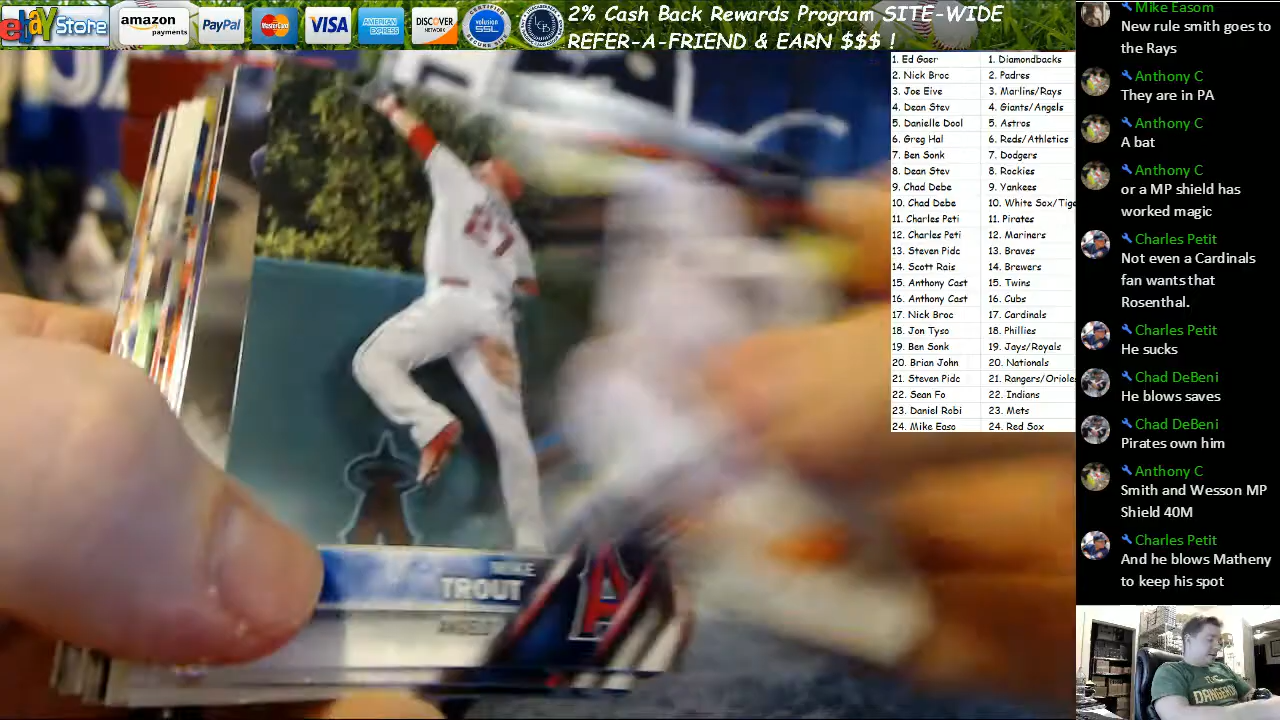 ebay Store
amazon payments
PayPal
MasterCard
VISA
AMERICAN EXPRESS
DISCOVER NETWORK
volusion SSL
2% Cash Back Rewards Program SITE-WIDE
REFER-A-FRIEND & EARN $$$ !
1. Ed Gaer 1. Diamondbacks
2. Nick Broc 2. Padres
3. Joe Eive 3. Marlins/Rays
4. Dean Stev 4. Giants/Angels
5. Danielle Dool 5. Astros
6. Greg Hal 6. Reds/Athletics
7. Ben Sonk 7. Dodgers
8. Dean Stev 8. Rockies
9. Chad Debe 9. Yankees
10. Chad Debe 10. White Sox/Tige
11. Charles Peti 11. Pirates
12. Charles Peti 12. Mariners
13. Steven Pidc 13. Braves
14. Scott Rais 14. Brewers
15. Anthony Cast 15. Twins
16. Anthony Cast 16. Cubs
17. Nick Broc 17. Cardinals
18. Jon Tyso 18. Phillies
19. Ben Sonk 19. Jays/Royals
20. Brian John 20. Nationals
21. Steven Pidc 21. Rangers/Oriole
22. Sean Fo 22. Indians
23. Daniel Robi 23. Mets
24. Mike Easo 24. Red Sox
Mike Easom
New rule smith goes to
the Rays
Anthony C
They are in PA
Anthony C
A bat
Anthony C
or a MP shield has
worked magic
Charles Petit
Not even a Cardinals
fan wants that
Rosenthal.
Charles Petit
He sucks
Chad DeBeni
He blows saves
Chad DeBeni
Pirates own him
Anthony C
Smith and Wesson MP
Shield 40M
Charles Petit
And he blows Matheny
to keep his spot
MIKE
TROUT
A